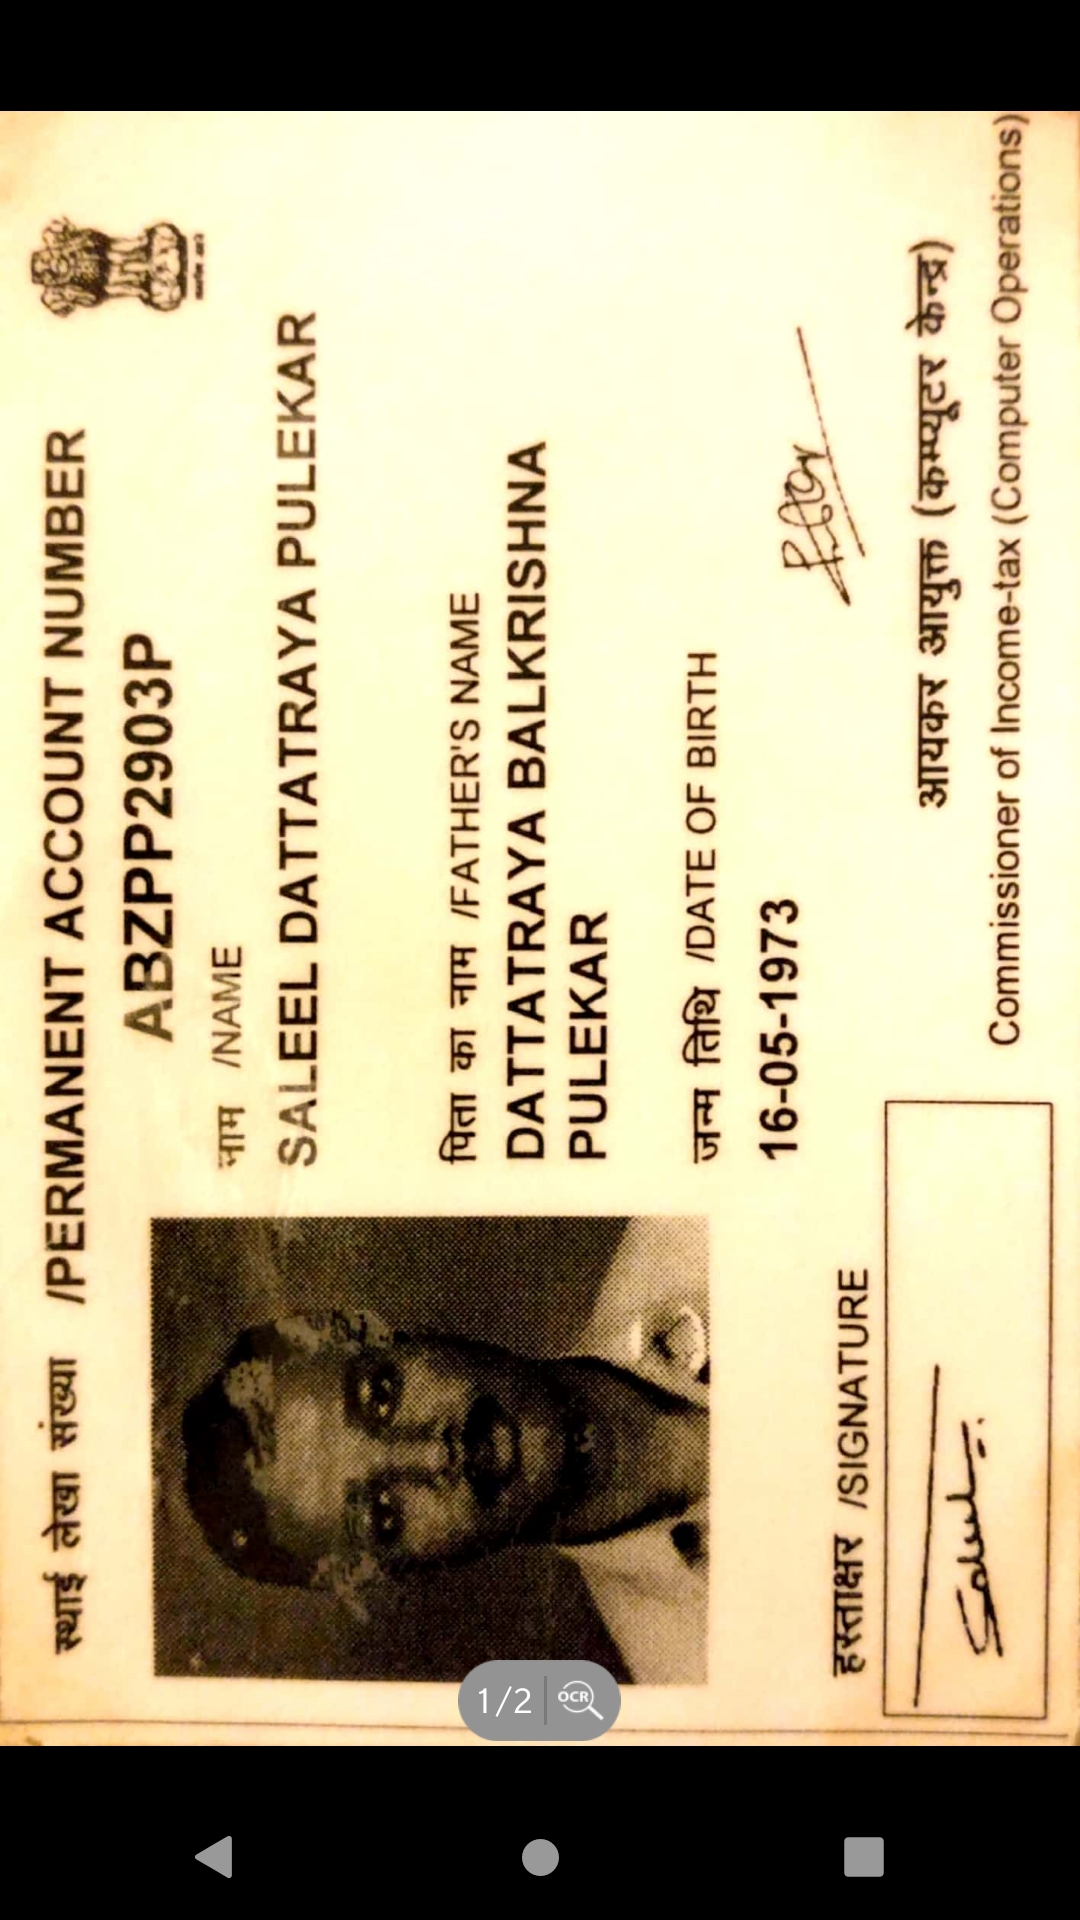 स्थाई लेखा संख्या /PERMANENT ACCOUNT NUMBER
ABZPP2903P
नाम /NAME
SALEEL DATTATRAYA PULEKAR
पिता का नाम /FATHER'S NAME
DATTATRAYA BALKRISHNA
PULEKAR
जन्म तिथि /DATE OF BIRTH
16-05-1973
हस्ताक्षर /SIGNATURE
आयकर आयुक्त (कम्प्यूटर केन्द्र)
Commissioner of Income-tax (Computer Operations)
1/2
OCR